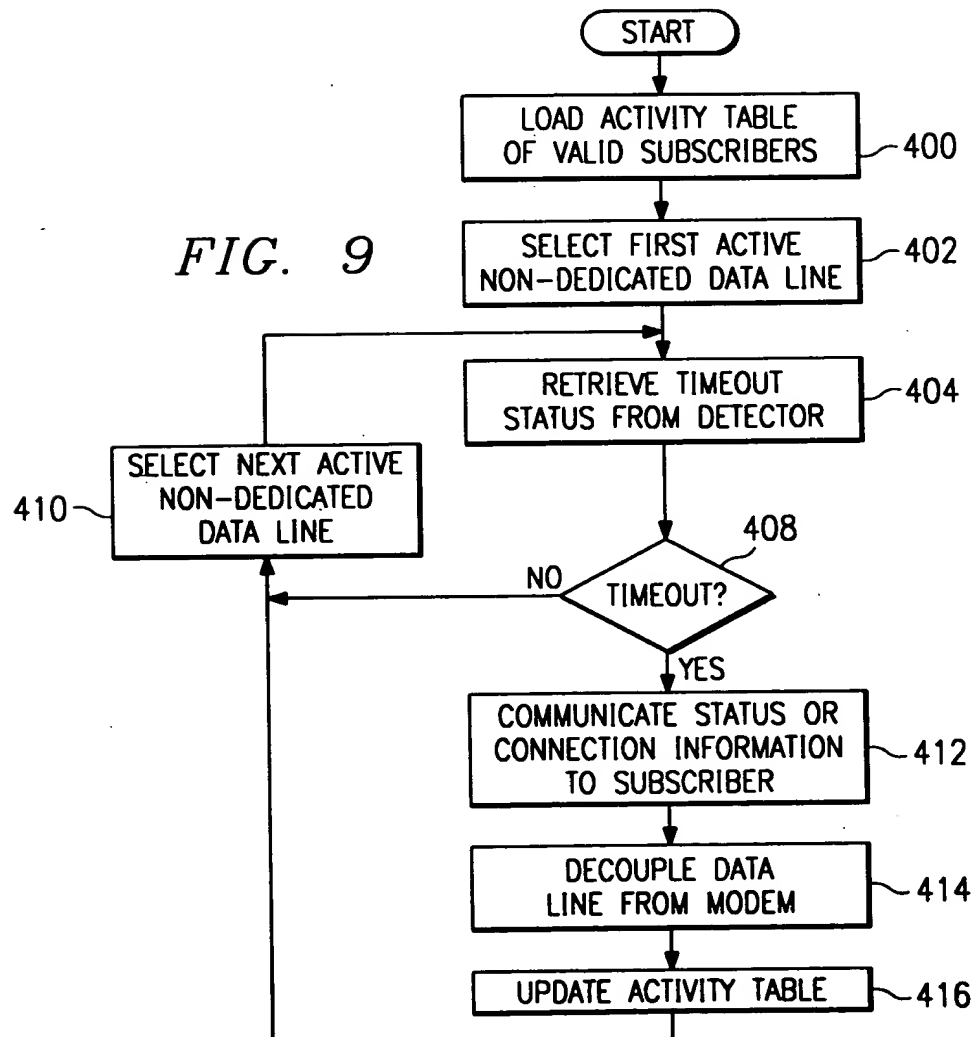 START
LOAD ACTIVITY TABLE
OF VALID SUBSCRIBERS
400
FIG. 9
SELECT FIRST ACTIVE
NON-DEDICATED DATA LINE
402
RETRIEVE TIMEOUT
STATUS FROM DETECTOR
404
SELECT NEXT ACTIVE
NON-DEDICATED
DATA LINE
410
408
TIMEOUT?
NO
YES
COMMUNICATE STATUS OR
CONNECTION INFORMATION
TO SUBSCRIBER
412
DECOUPLE DATA
LINE FROM MODEM
414
UPDATE ACTIVITY TABLE
416